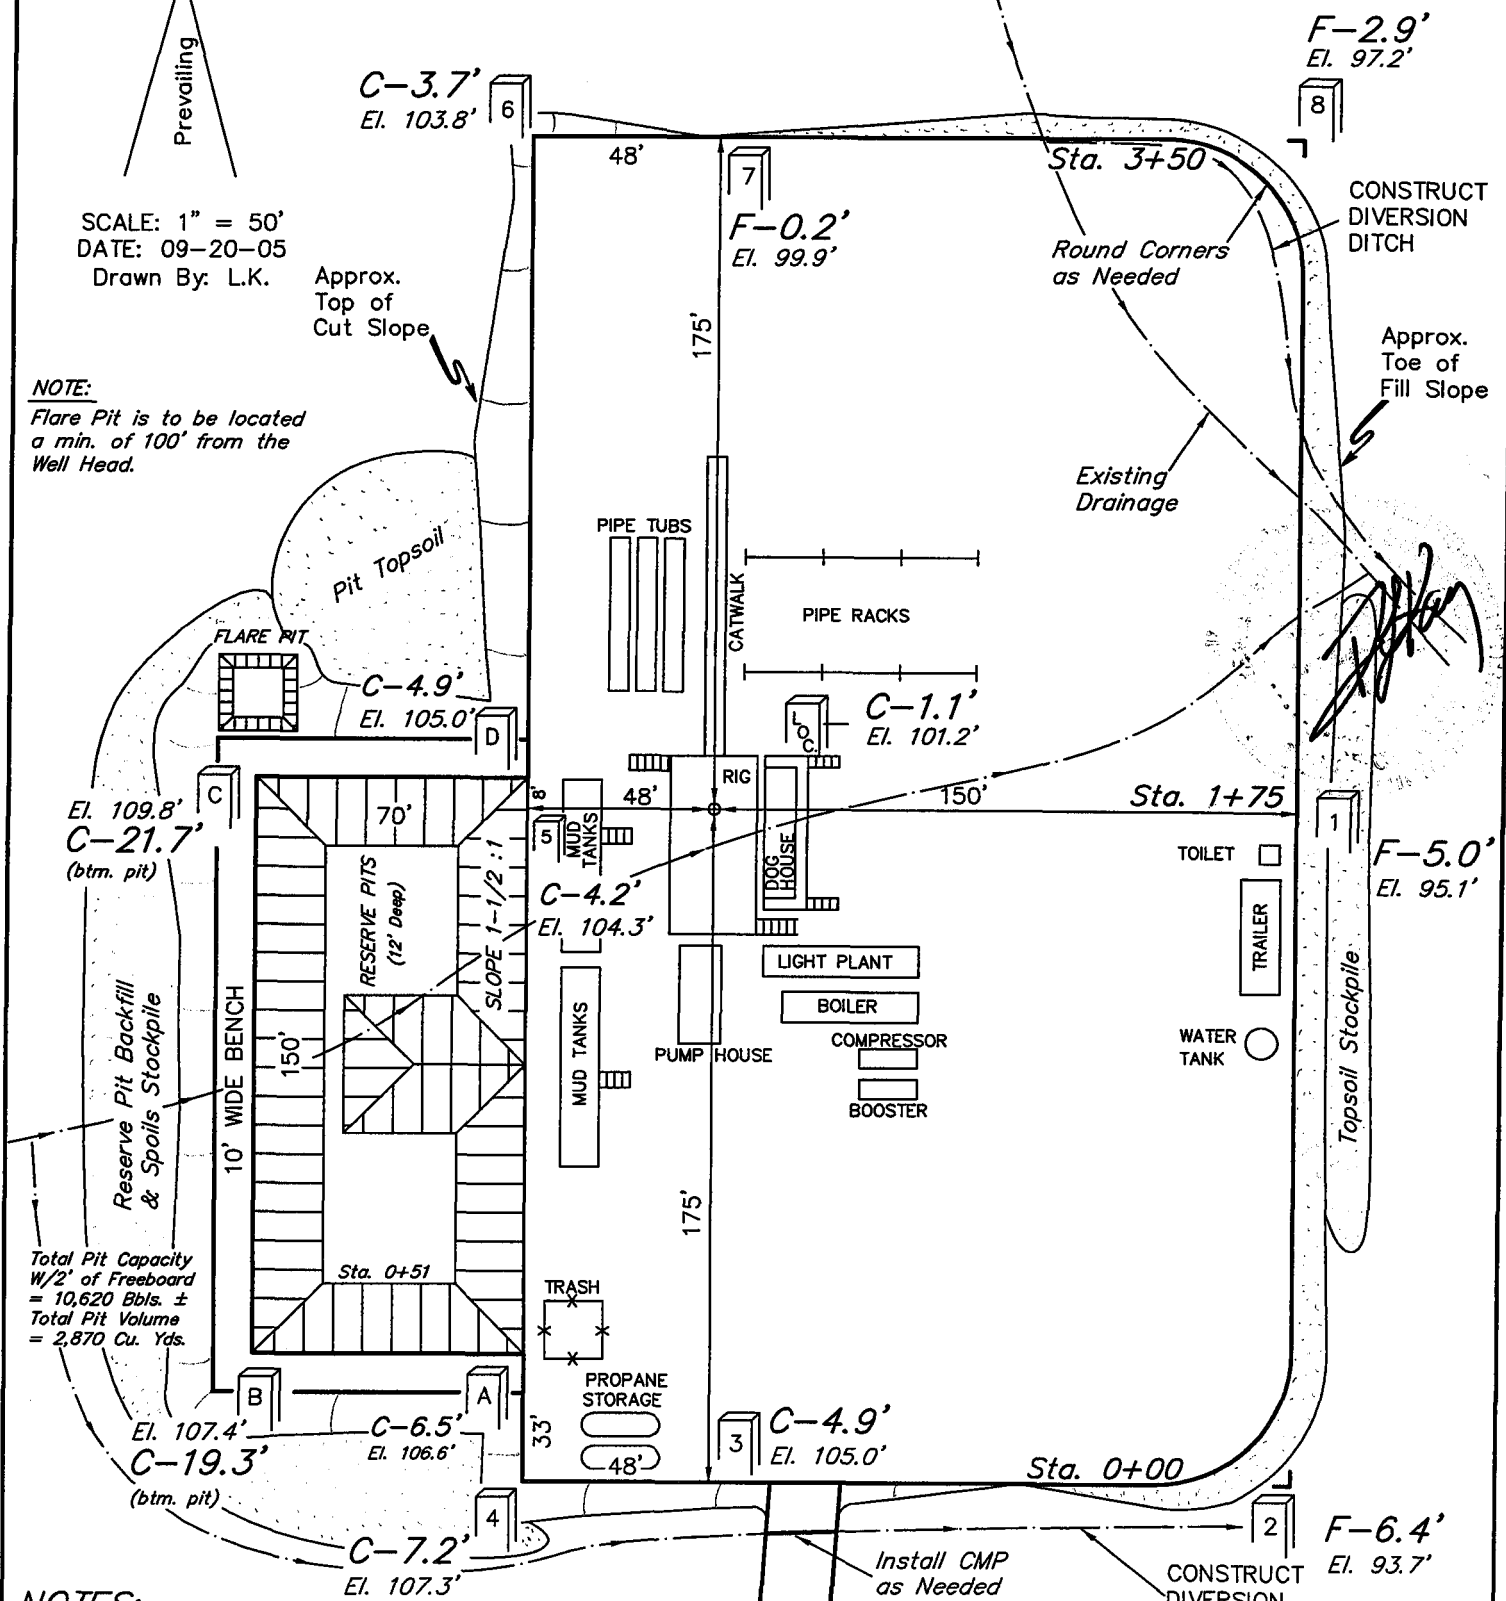 Prevailing
SCALE: 1" = 50'
DATE: 09-20-05
Drawn By: L.K.
C-3.7'
El. 103.8'
6
F-2.9'
El. 97.2'
8
48'
7
F-0.2'
El. 99.9'
Sta. 3+50
CONSTRUCT
DIVERSION
DITCH
Round Corners
as Needed
Approx.
Top of
Cut Slope
175'
Approx.
Toe of
Fill Slope
NOTE:
Flare Pit is to be located
a min. of 100' from the
Well Head.
Existing
Drainage
Pit Topsoil
PIPE TUBS
CATWALK
PIPE RACKS
FLARE PIT
C-4.9'
El. 105.0'
D
LOC.
C-1.1'
El. 101.2'
C
El. 109.8'
C-21.7'
(btm. pit)
70'
8'
48'
RIG
150'
Sta. 1+75
1
F-5.0'
El. 95.1'
5
MUD
TANKS
C-4.2'
El. 104.3'
DOG
HOUSE
TOILET
TRAILER
RESERVE PITS
(12' Deep)
SLOPE 1-1/2 :1
LIGHT PLANT
BOILER
COMPRESSOR
BOOSTER
PUMP HOUSE
MUD TANKS
WATER
TANK
Topsoil Stockpile
150'
10' WIDE BENCH
Reserve Pit Backfill
& Spoils Stockpile
175'
Total Pit Capacity
W/2' of Freeboard
= 10,620 Bbls. ±
Total Pit Volume
= 2,870 Cu. Yds.
Sta. 0+51
TRASH
PROPANE
STORAGE
B
A
El. 107.4'
C-19.3'
(btm. pit)
C-6.5'
El. 106.6'
33'
48'
3
C-4.9'
El. 105.0'
Sta. 0+00
4
C-7.2'
El. 107.3'
2
F-6.4'
El. 93.7'
Install CMP
as Needed
CONSTRUCT
DIVERSION
NOTES: